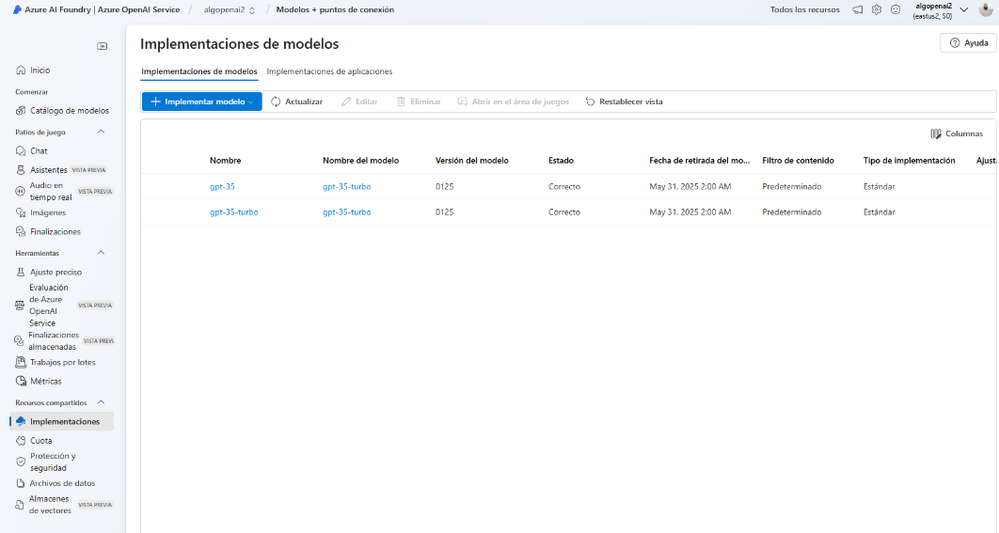 Azure AI Foundry | Azure OpenAI Service / algopenai2 / Modelos + puntos de conexión
Todos los recursos
algopenai2
(eastus2, S0)
Inicio
Comenzar
Catálogo de modelos
Patios de juego
Chat
Asistentes VISTA PREVIA
Audio en
tiempo real VISTA PREVIA
Imágenes
Finalizaciones
Herramientas
Ajuste preciso
Evaluación
de Azure
OpenAI
Service
VISTA PREVIA
Finalizaciones
almacenadas
VISTA PREVI
Trabajos por lotes
Métricas
Recursos compartidos
Implementaciones
Cuota
Protección y
seguridad
Archivos de datos
Almacenes
de vectores
VISTA PREVIA
Implementaciones de modelos
Ayuda
Implementaciones de modelos Implementaciones de aplicaciones
Implementar modelo Actualizar Editar Eliminar Abrir en el área de juegos Restablecer vista
Columnas
Nombre Nombre del modelo Versión del modelo Estado Fecha de retirada del mo... Filtro de contenido Tipo de implementación Ajust
gpt-35 gpt-35-turbo 0125 Correcto May 31, 2025 2:00 AM Predeterminado Estándar
gpt-35-turbo gpt-35-turbo 0125 Correcto May 31, 2025 2:00 AM Predeterminado Estándar